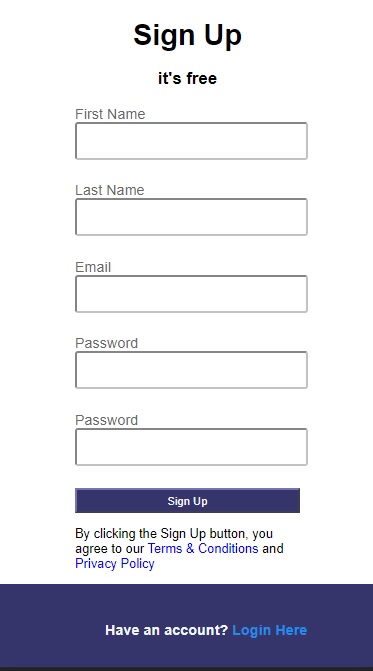 Sign Up
it's free
First Name
Last Name
Email
Password
Password
Sign Up
By clicking the Sign Up button, you
agree to our Terms & Conditions and
Privacy Policy
Have an account? Login Here